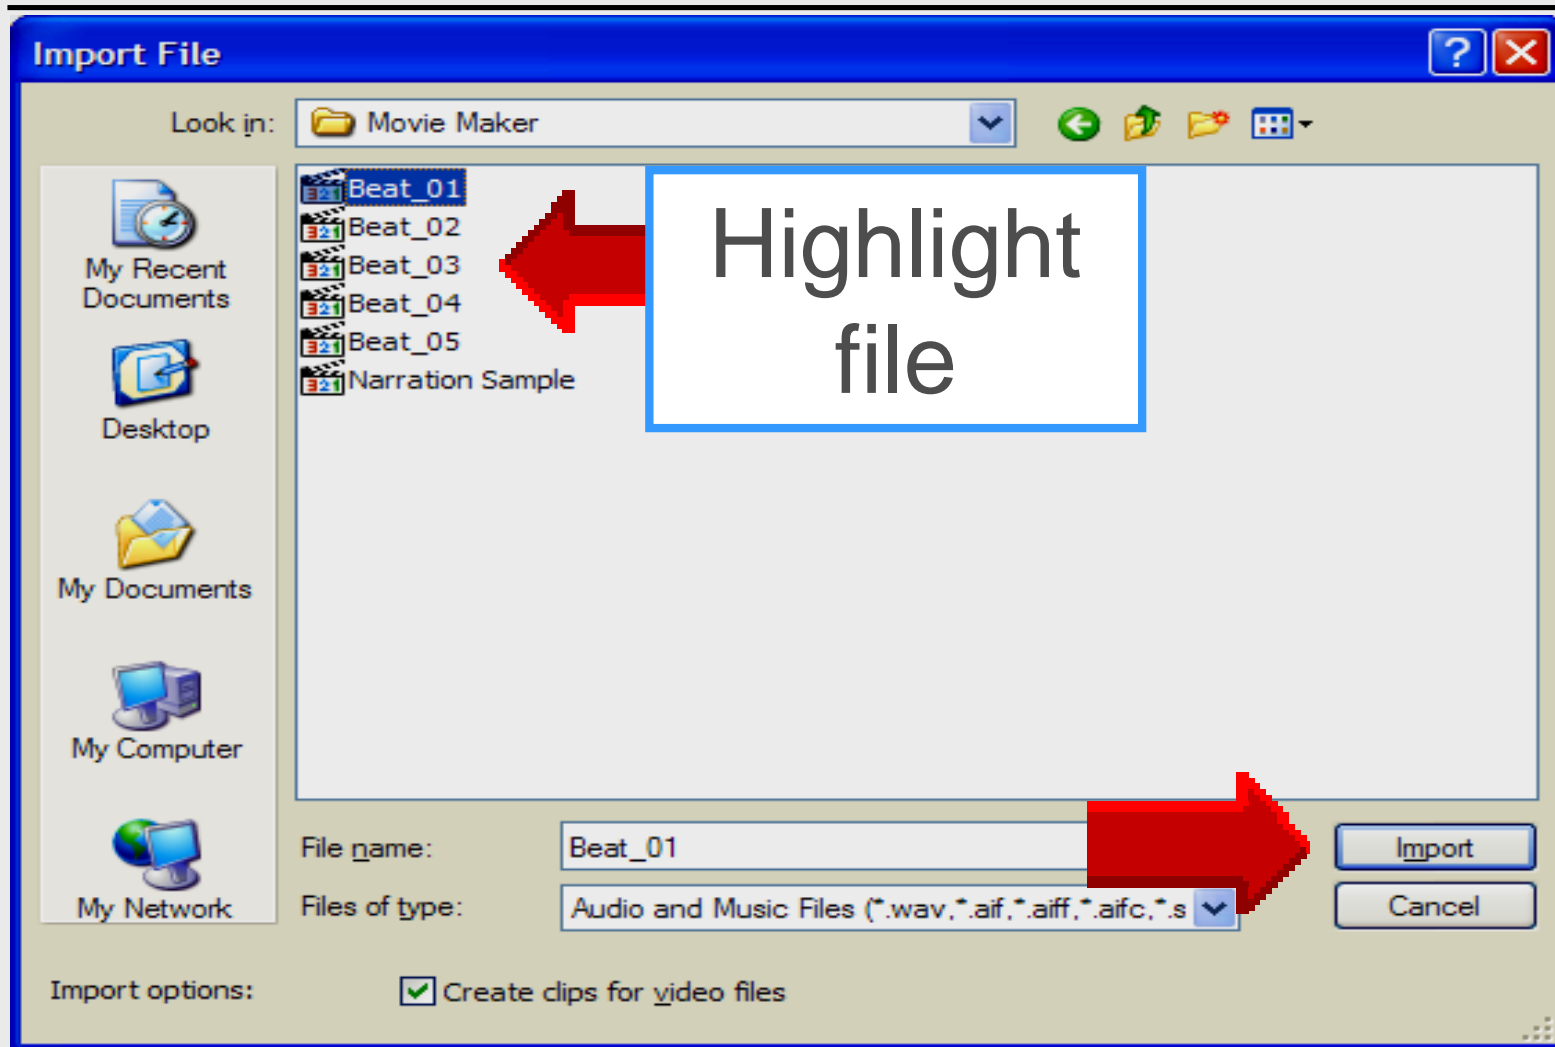 Import File
Look in: Movie Maker
Beat_01
Beat_02
Beat_03
Beat_04
Beat_05
Narration Sample
Highlight
file
My Recent
Documents
Desktop
My Documents
My Computer
My Network
File name: Beat_01
Import
Files of type: Audio and Music Files (*.wav,*.aif,*.aiff,*.aifc,*.s
Cancel
Import options: Create clips for video files